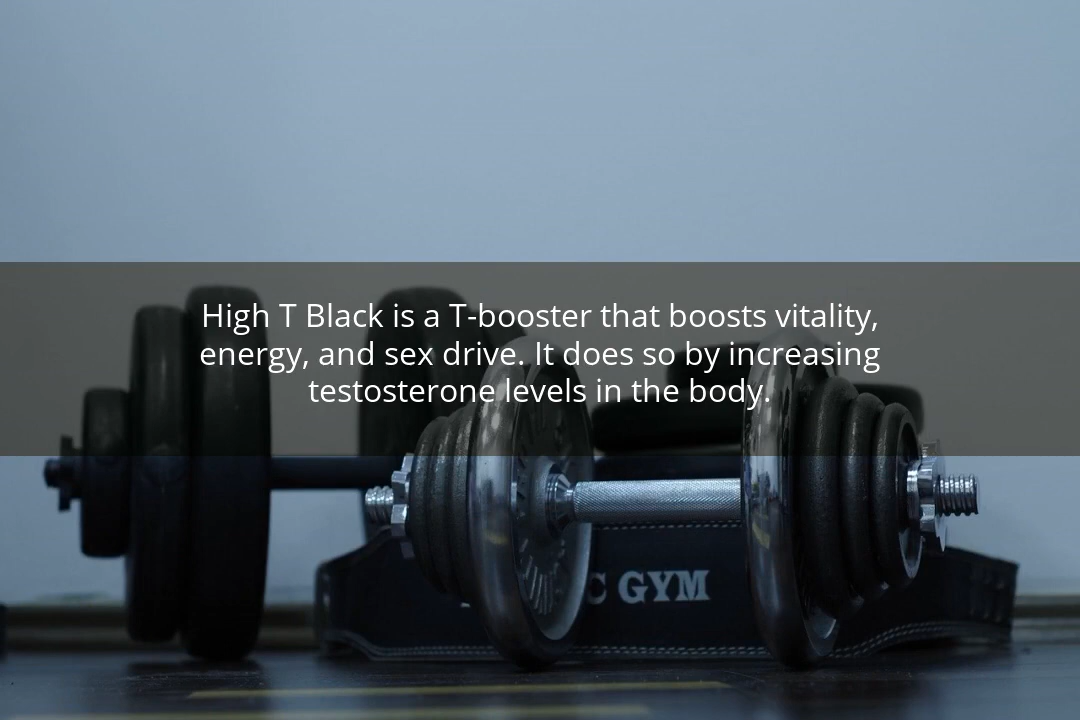 High T Black is a T-booster that boosts vitality,
energy, and sex drive. It does so by increasing
testosterone levels in the body.
C GYM